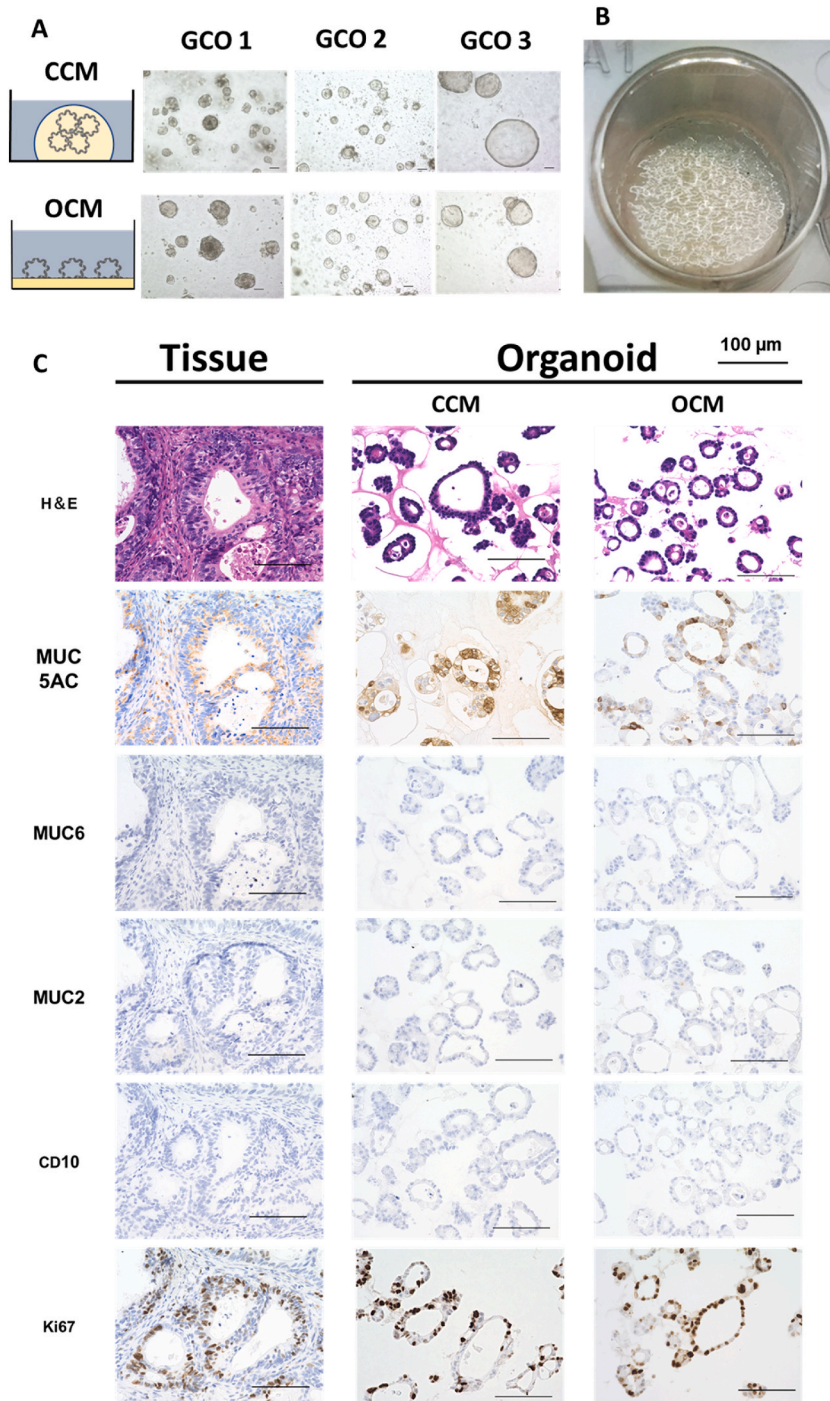 A
GCO 1 GCO 2 GCO 3
CCM
OCM
B
A1
C
Tissue Organoid 100 μm
CCM OCM
H&E
MUC
5AC
MUC6
MUC2
CD10
Ki67